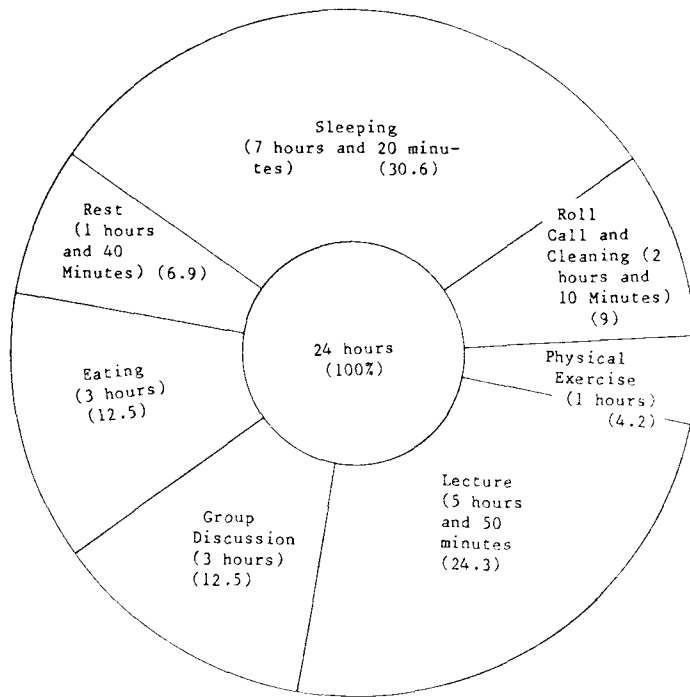 Sleeping
(7 hours and 20 minu-
tes) (30.6)
Roll
Call and
Cleaning (2
hours and
10 Minutes)
(9)
Physical
Exercise
(1 hours)
(4.2)
Lecture
(5 hours
and 50
minutes
(24.3)
Group
Discussion
(3 hours)
(12.5)
Eating
(3 hours)
(12.5)
Rest
(1 hours
and 40
Minutes) (6.9)
24 hours
(100%)